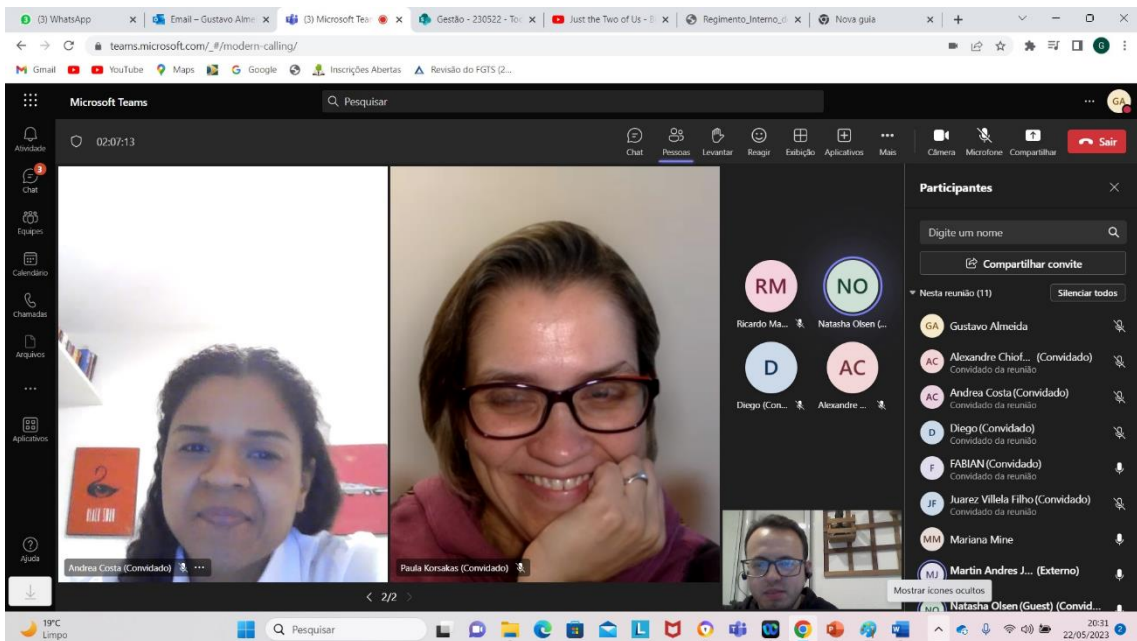 (3) WhatsApp
Email – Gustavo Alme
(3) Microsoft Tea
Gestão - 230522 - To
Just the Two of Us -
Regimento_Interno_d
Nova guia
teams.microsoft.com/_#/modern-calling/
Gmail
YouTube
Maps
Google
Inscrições Abertas
Revisão do FGTS (2...
Microsoft Teams
Pesquisar
GA
Atividade
3
Chat
Equipes
Calendário
Chamadas
Arquivos
Aplicativos
Ajuda
02:07:13
Chat
Pessoas
Levantar
Reagir
Exibição
Aplicativos
Mais
Câmera
Microfone
Compartilhar
Sair
BLACK SWAN
Andrea Costa (Convidado)
Paula Korsakas (Convidado)
2/2
RM
NO
Ricardo Ma...
Natasha Olsen (...
D
AC
Diego (Con...
Alexandre ...
Participantes
Digite um nome
Compartilhar convite
Nesta reunião (11)
Silenciar todos
GA
Gustavo Almeida
AC
Alexandre Chiof... (Convidado)
Convidado da reunião
AC
Andrea Costa (Convidado)
Convidado da reunião
D
Diego (Convidado)
Convidado da reunião
F
FABIAN (Convidado)
Convidado da reunião
JF
Juarez Villela Filho (Convidado)
Convidado da reunião
MM
Mariana Mine
MJ
Martin Andres J... (Externo)
Mostrar ícones ocultos
NO
Natasha Olsen (Guest) (Convid...
19°C
Limpo
Pesquisar
20:31
22/05/2023